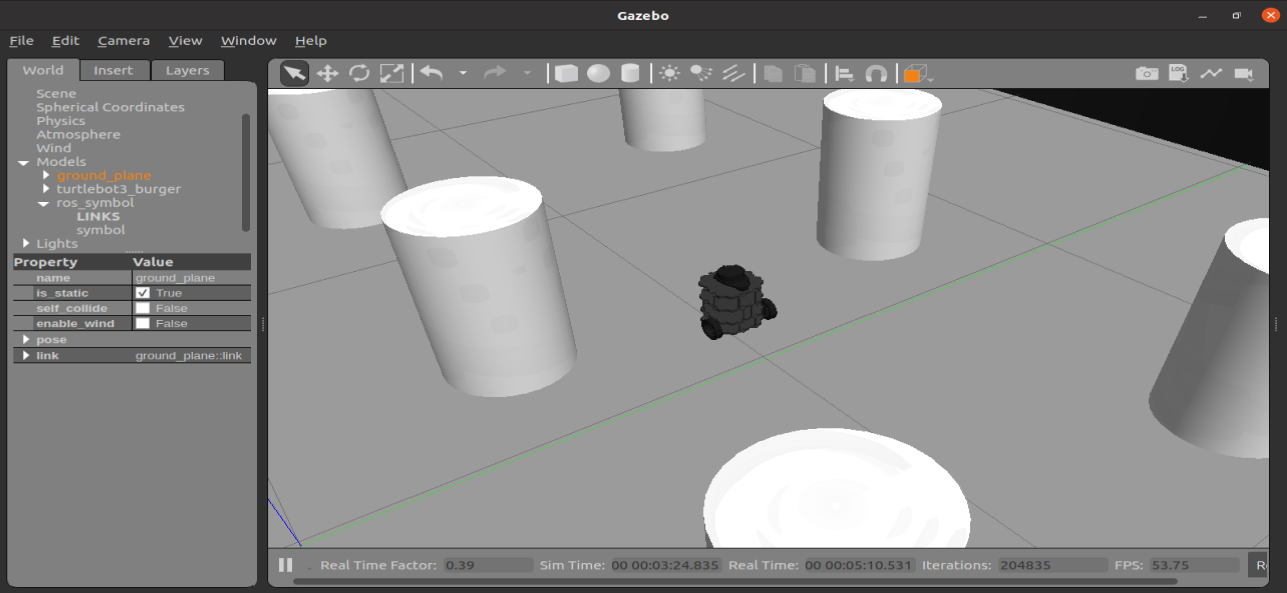 Gazebo
File Edit Camera View Window Help
World Insert Layers
LOG
Scene
Spherical Coordinates
Physics
Atmosphere
Wind
Models
ground_plane
turtlebot3_burger
ros_symbol
LINKS
symbol
Lights
Property Value
name ground_plane
is_static True
self_collide False
enable_wind False
pose
link ground_plane::link
Real Time Factor: 0.39 Sim Time: 00 00:03:24.835 Real Time: 00 00:05:10.531 Iterations: 204835 FPS: 53.75